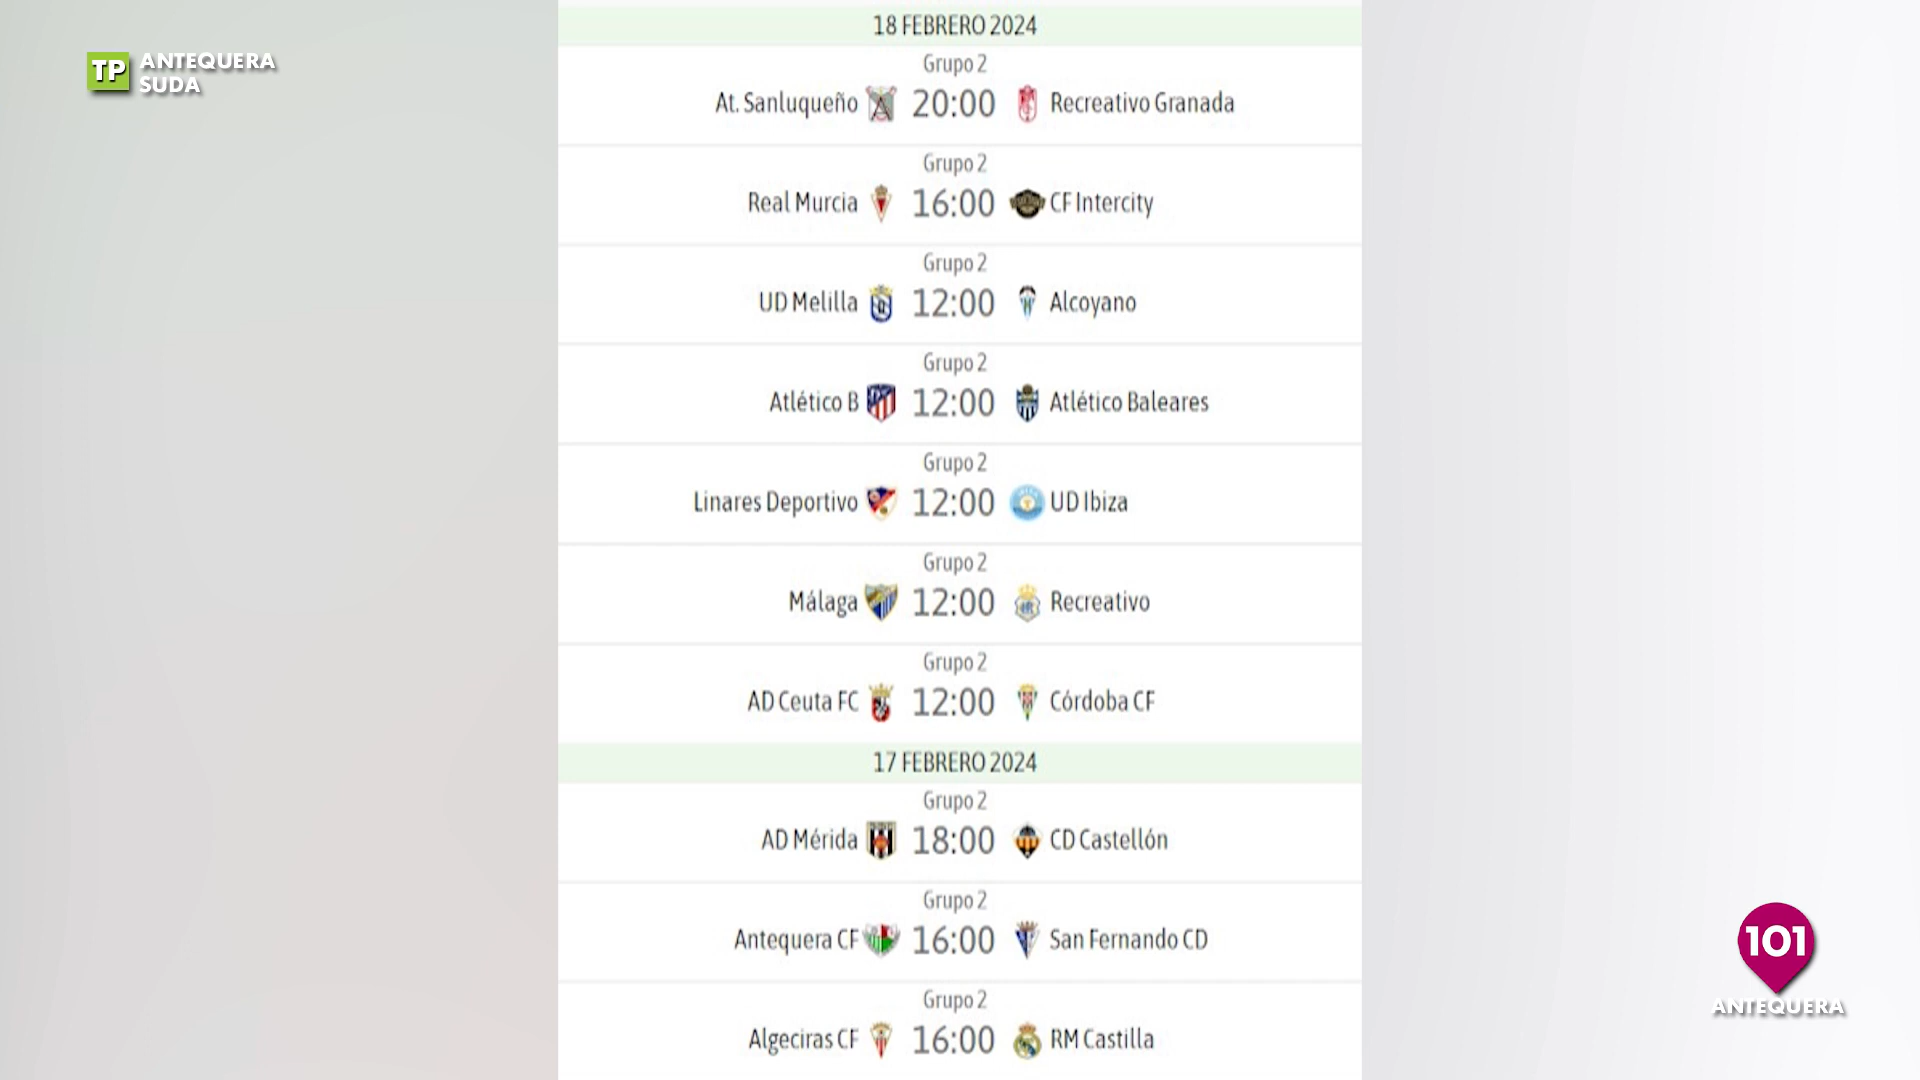 TP ANTEQUERA
SUDA
18 FEBRERO 2024
Grupo 2
At. Sanluqueño 20:00 Recreativo Granada
Grupo 2
Real Murcia 16:00 CF Intercity
Grupo 2
UD Melilla 12:00 Alcoyano
Grupo 2
Atlético B 12:00 Atlético Baleares
Grupo 2
Linares Deportivo 12:00 UD Ibiza
Grupo 2
Málaga 12:00 Recreativo
Grupo 2
AD Ceuta FC 12:00 Córdoba CF
17 FEBRERO 2024
Grupo 2
AD Mérida 18:00 CD Castellón
Grupo 2
Antequera CF 16:00 San Fernando CD
Grupo 2
Algeciras CF 16:00 RM Castilla
101
ANTEQUERA